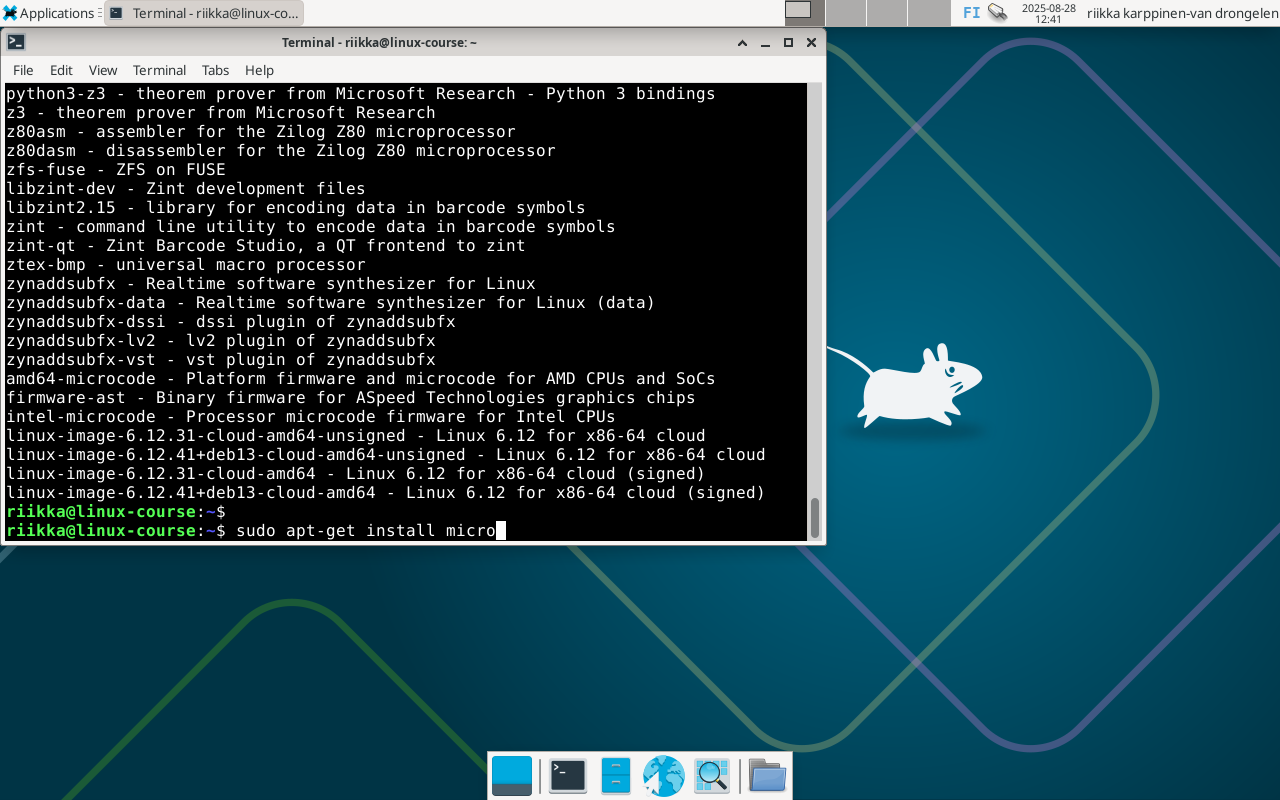 Applications
Terminal - riikka@linux-co...
FI
2025-08-28
12:41
riikka karppinen-van drongelen
Terminal - riikka@linux-course: ~
File Edit View Terminal Tabs Help
python3-z3 - theorem prover from Microsoft Research - Python 3 bindings
z3 - theorem prover from Microsoft Research
z80asm - assembler for the Zilog Z80 microprocessor
z80dasm - disassembler for the Zilog Z80 microprocessor
zfs-fuse - ZFS on FUSE
libzint-dev - Zint development files
libzint2.15 - library for encoding data in barcode symbols
zint - command line utility to encode data in barcode symbols
zint-qt - Zint Barcode Studio, a QT frontend to zint
ztex-bmp - universal macro processor
zynaddsubfx - Realtime software synthesizer for Linux
zynaddsubfx-data - Realtime software synthesizer for Linux (data)
zynaddsubfx-dssi - dssi plugin of zynaddsubfx
zynaddsubfx-lv2 - lv2 plugin of zynaddsubfx
zynaddsubfx-vst - vst plugin of zynaddsubfx
amd64-microcode - Platform firmware and microcode for AMD CPUs and SoCs
firmware-ast - Binary firmware for ASpeed Technologies graphics chips
intel-microcode - Processor microcode firmware for Intel CPUs
linux-image-6.12.31-cloud-amd64-unsigned - Linux 6.12 for x86-64 cloud
linux-image-6.12.41+deb13-cloud-amd64-unsigned - Linux 6.12 for x86-64 cloud
linux-image-6.12.31-cloud-amd64 - Linux 6.12 for x86-64 cloud (signed)
linux-image-6.12.41+deb13-cloud-amd64 - Linux 6.12 for x86-64 cloud (signed)
riikka@linux-course:~$
riikka@linux-course:~$ sudo apt-get install micro